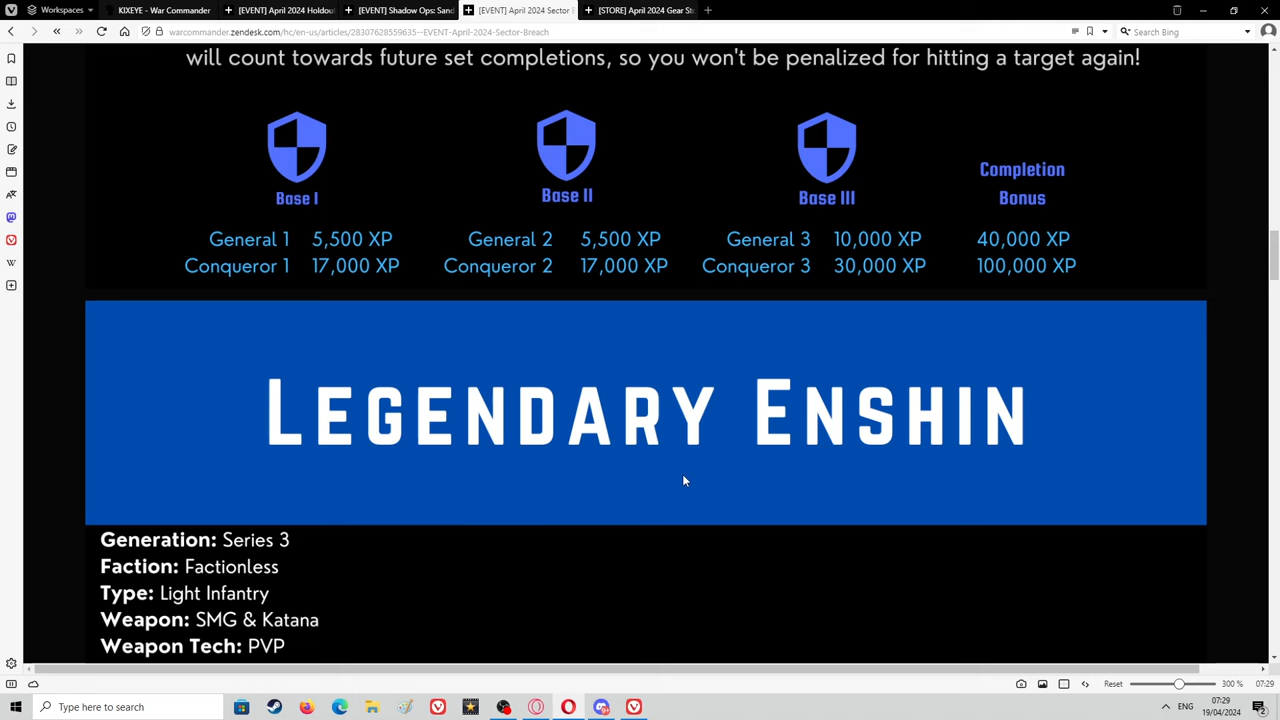 Workspaces
KIXEYE - War Commander
[EVENT] April 2024 Holdou
[EVENT] Shadow Ops: Sand
[EVENT] April 2024 Sector B
[STORE] April 2024 Gear St
warcommander.zendesk.com/hc/en-us/articles/28307628559635--EVENT-April-2024-Sector-Breach
Search Bing
will count towards future set completions, so you won't be penalized for hitting a target again!
Base I
Base II
Base III
Completion
Bonus
General 1 5,500 XP General 2 5,500 XP General 3 10,000 XP 40,000 XP
Conqueror 1 17,000 XP Conqueror 2 17,000 XP Conqueror 3 30,000 XP 100,000 XP
Legendary Enshin
Generation: Series 3
Faction: Factionless
Type: Light Infantry
Weapon: SMG & Katana
Weapon Tech: PVP
Reset 300 % 07:29
Type here to search
ENG
07:29
19/04/2024
2